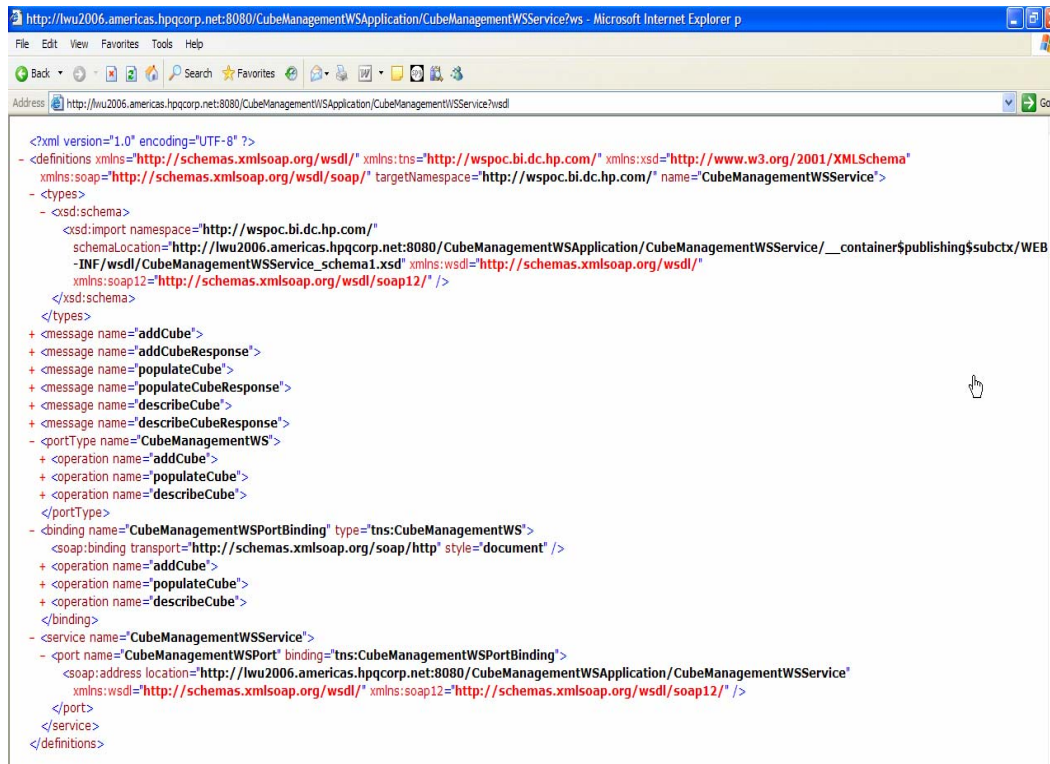 http://lwu2006.americas.hpqcorp.net:8080/CubeManagementWSApplication/CubeManagementWSService?ws - Microsoft Internet Explorer p
File Edit View Favorites Tools Help
Back Search Favorites
Address http://lwu2006.americas.hpqcorp.net:8080/CubeManagementWSApplication/CubeManagementWSService?wsdl Go
<?xml version="1.0" encoding="UTF-8" ?>
- <definitions xmlns="http://schemas.xmlsoap.org/wsdl/" xmlns:tns="http://wspoc.bi.dc.hp.com/" xmlns:xsd="http://www.w3.org/2001/XMLSchema"
xmlns:soap="http://schemas.xmlsoap.org/wsdl/soap/" targetNamespace="http://wspoc.bi.dc.hp.com/" name="CubeManagementWSService">
- <types>
- <xsd:schema>
<xsd:import namespace="http://wspoc.bi.dc.hp.com/"
schemaLocation="http://lwu2006.americas.hpqcorp.net:8080/CubeManagementWSApplication/CubeManagementWSService/__container$publishing$subctx/WEB
-INF/wsdl/CubeManagementWSService_schema1.xsd" xmlns:wsdl="http://schemas.xmlsoap.org/wsdl/"
xmlns:soap12="http://schemas.xmlsoap.org/wsdl/soap12/" />
</xsd:schema>
</types>
+ <message name="addCube">
+ <message name="addCubeResponse">
+ <message name="populateCube">
+ <message name="populateCubeResponse">
+ <message name="describeCube">
+ <message name="describeCubeResponse">
- <portType name="CubeManagementWS">
+ <operation name="addCube">
+ <operation name="populateCube">
+ <operation name="describeCube">
</portType>
- <binding name="CubeManagementWSPortBinding" type="tns:CubeManagementWS">
<soap:binding transport="http://schemas.xmlsoap.org/soap/http" style="document" />
+ <operation name="addCube">
+ <operation name="populateCube">
+ <operation name="describeCube">
</binding>
- <service name="CubeManagementWSService">
- <port name="CubeManagementWSPort" binding="tns:CubeManagementWSPortBinding">
<soap:address location="http://lwu2006.americas.hpqcorp.net:8080/CubeManagementWSApplication/CubeManagementWSService"
xmlns:wsdl="http://schemas.xmlsoap.org/wsdl/" xmlns:soap12="http://schemas.xmlsoap.org/wsdl/soap12/" />
</port>
</service>
</definitions>